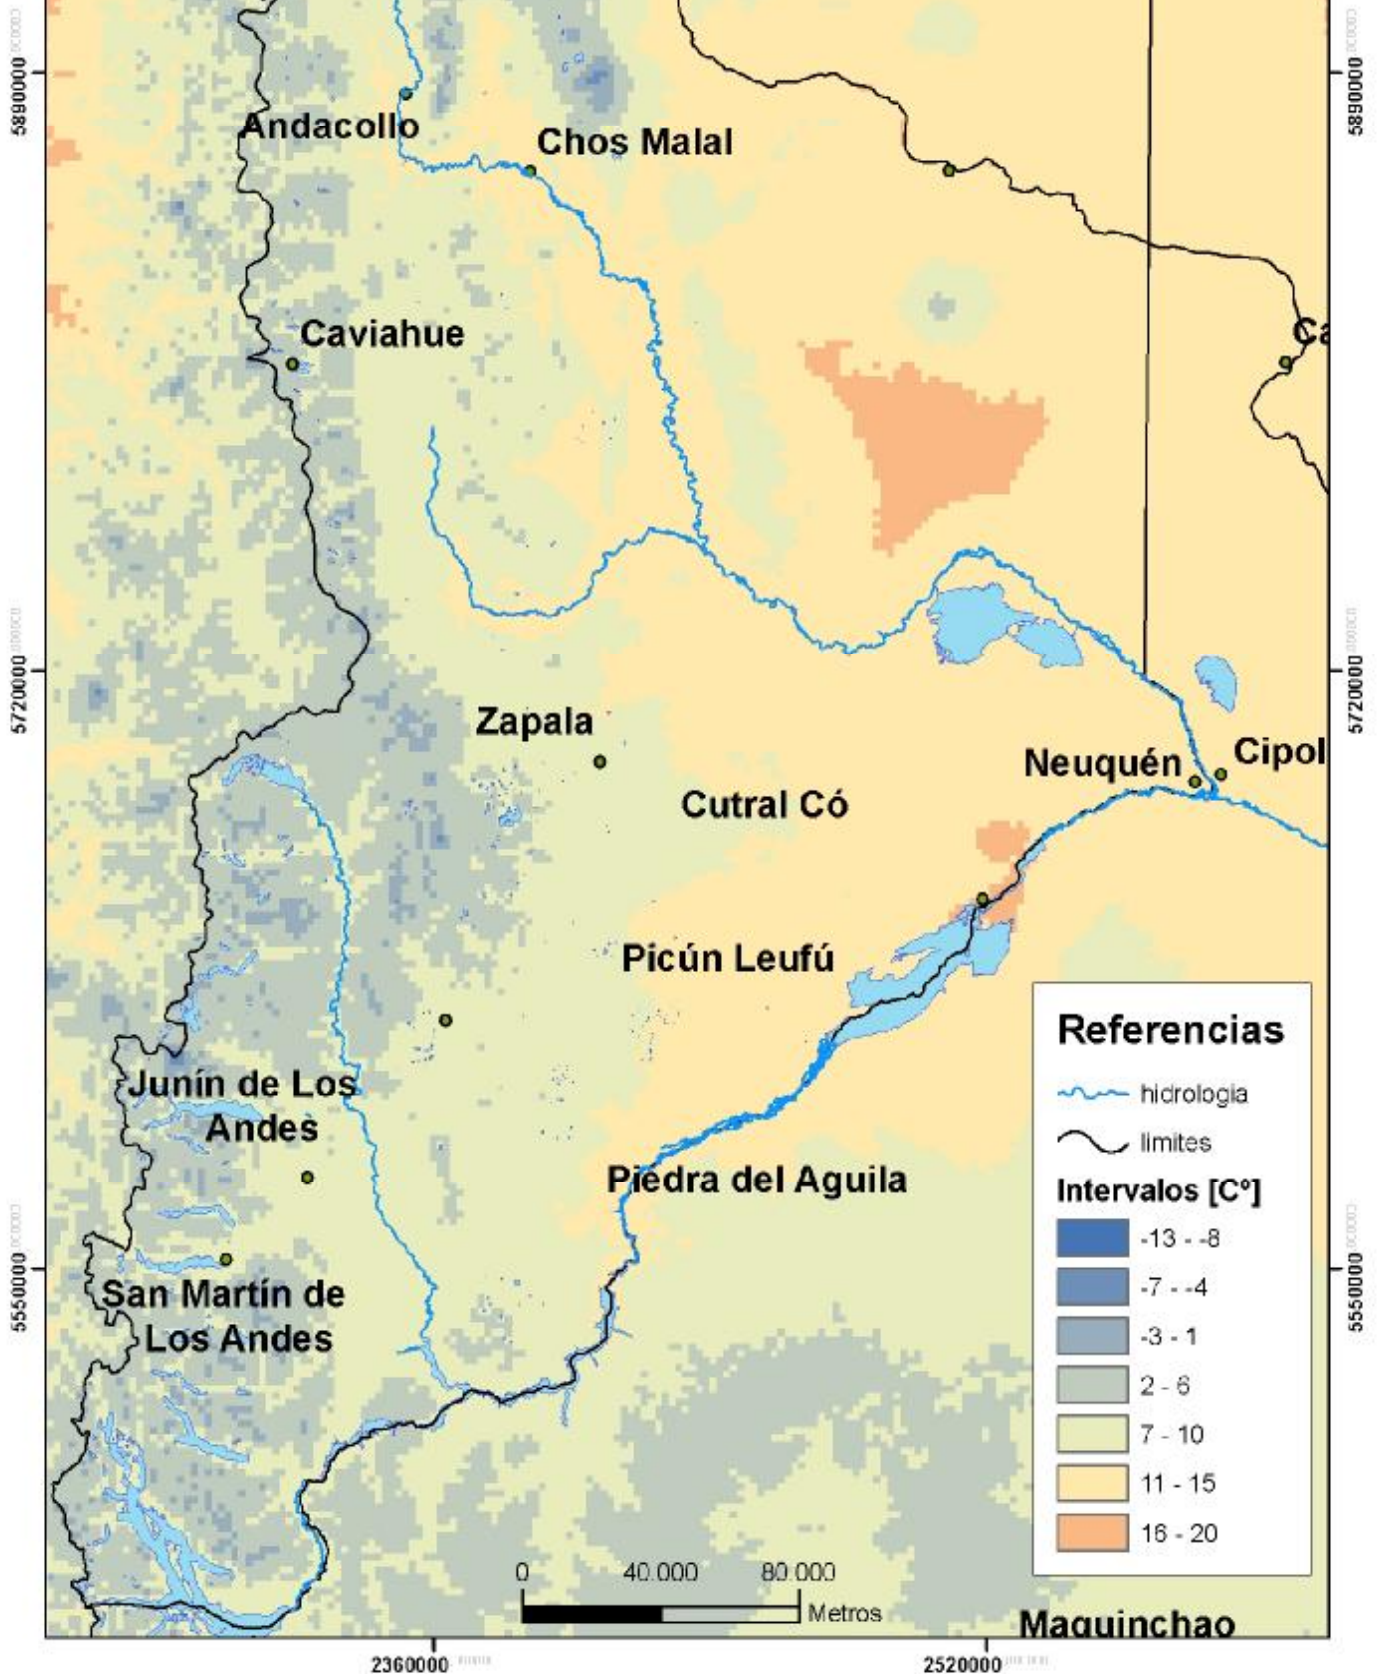 5890000
5890000
Andacollo
Chos Malal
Ca
Caviahue
5720000
5720000
Zapala
Neuquén
Cipol
Cutral Có
Picún Leufú
Junín de Los
Andes
Piedra del Aguila
5550000
5550000
San Martín de
Los Andes
Referencias
hidrologia
limites
Intervalos [Cº]
-13 - -8
-7 - -4
-3 - 1
2 - 6
7 - 10
11 - 15
16 - 20
0 40.000 80.000
Metros
Maquinchao
2360000
2520000